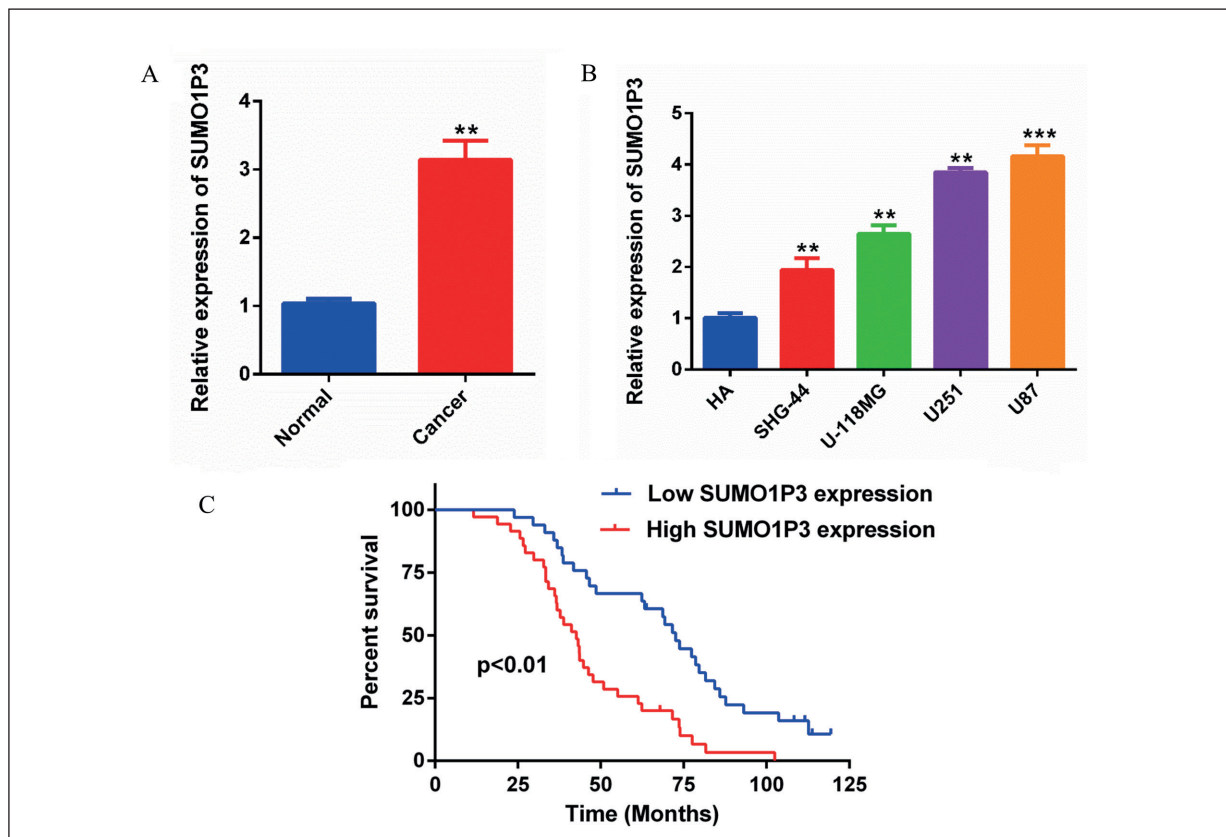 A
Relative expression of SUMO1P3
4
3
2
1
0
**
Normal
Cancer
B
Relative expression of SUMO1P3
5
4
3
2
1
0
**
**
**
***
HA
SHG-44
U-118MG
U251
U87
C
Low SUMO1P3 expression
High SUMO1P3 expression
Percent survival
100
75
50
25
0
p<0.01
0
25
50
75
100
125
Time (Months)